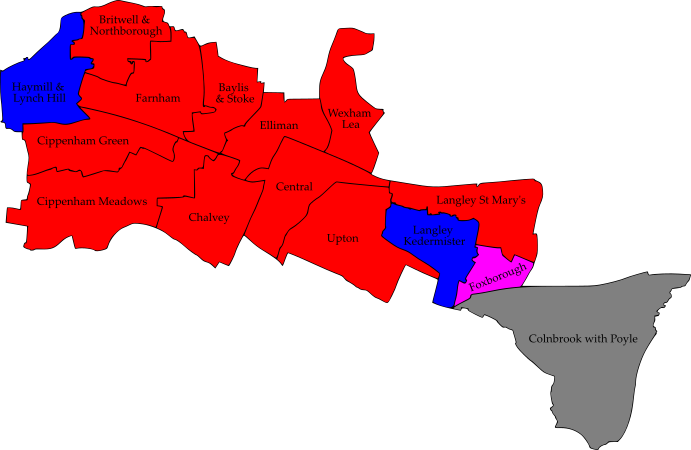 Britwell &
Northborough
Haymill &
Lynch Hill
Farnham
Baylis
& Stoke
Wexham
Lea
Elliman
Cippenham Green
Cippenham Meadows
Chalvey
Central
Upton
Langley St Mary's
Langley
Kedermister
Foxborough
Colnbrook with Poyle